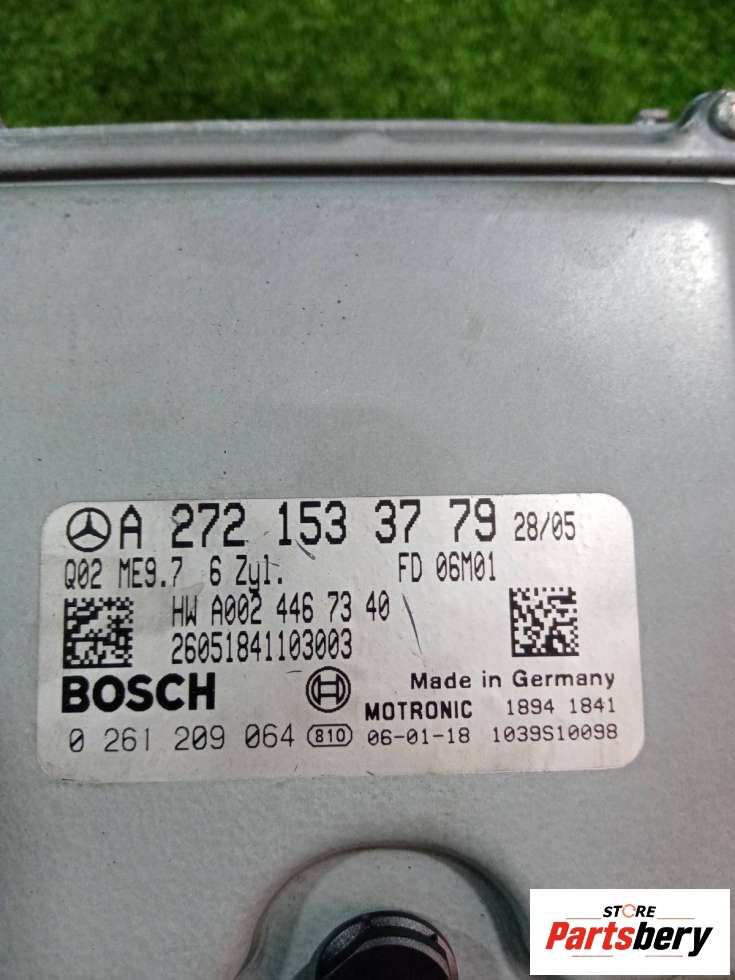 A 272 153 37 79 28/05
Q02 ME9.7 6 Zyl. FD 06M01
HW A002 446 73 40
26051841103003
BOSCH Made in Germany
MOTRONIC 1894 1841
0 261 209 064 810 06-01-18 1039S10098
STORE
Partsbery